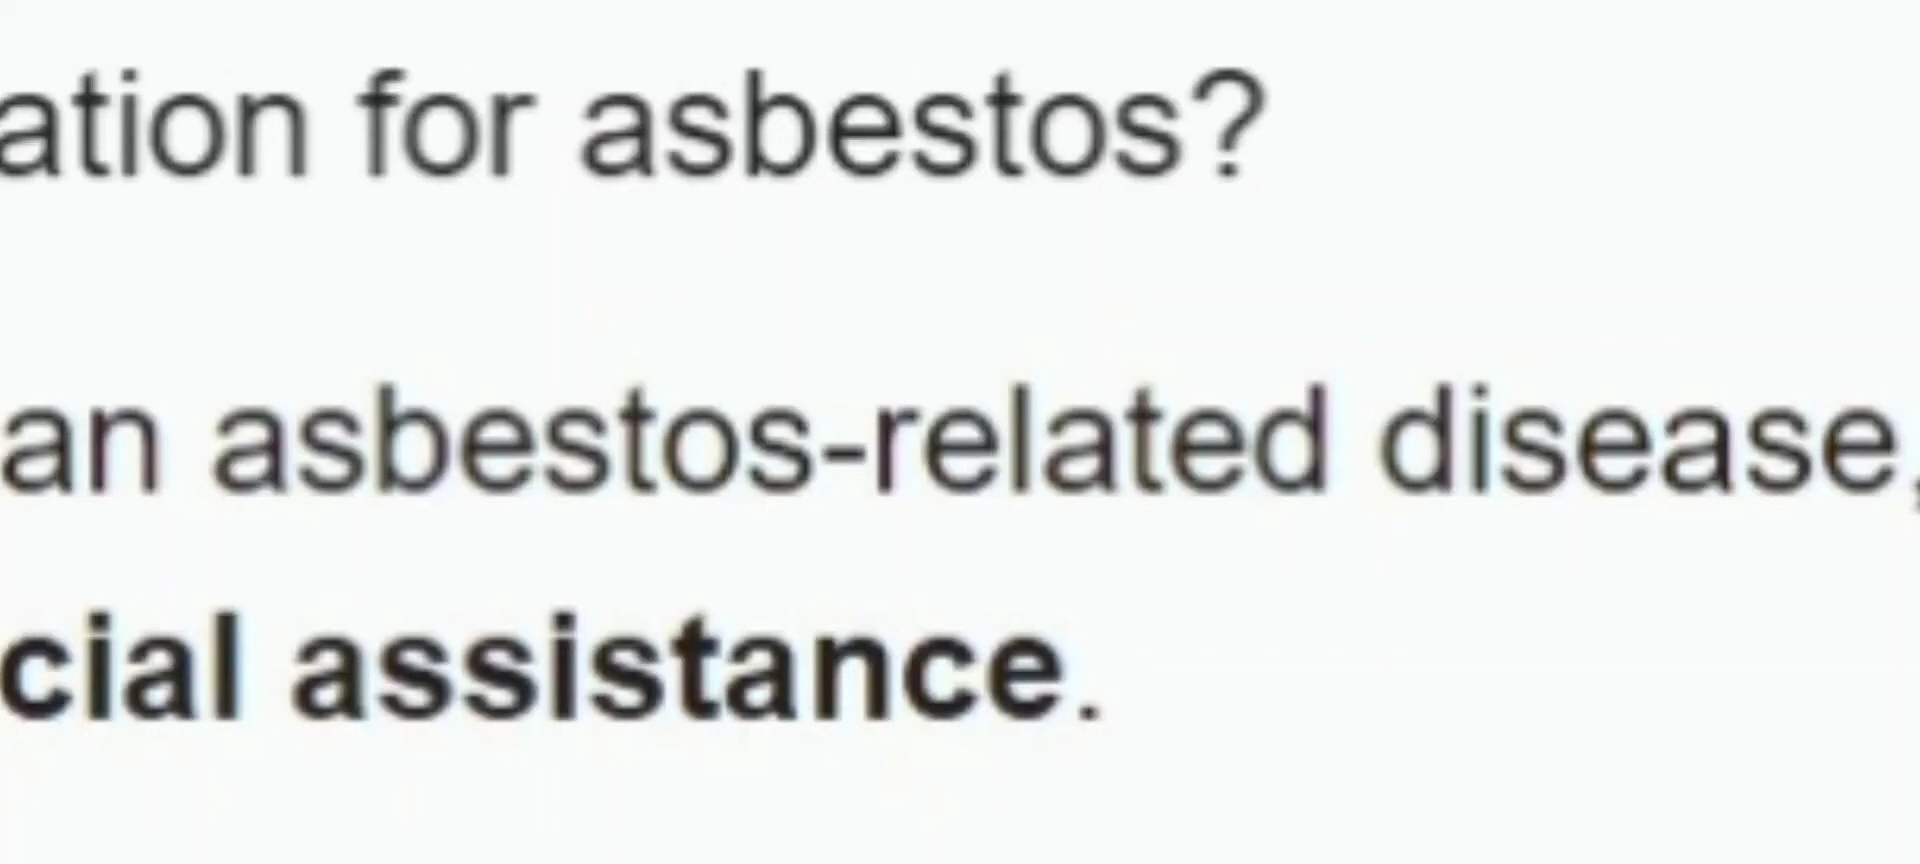 ation for asbestos?
an asbestos-related disease,
cial assistance.